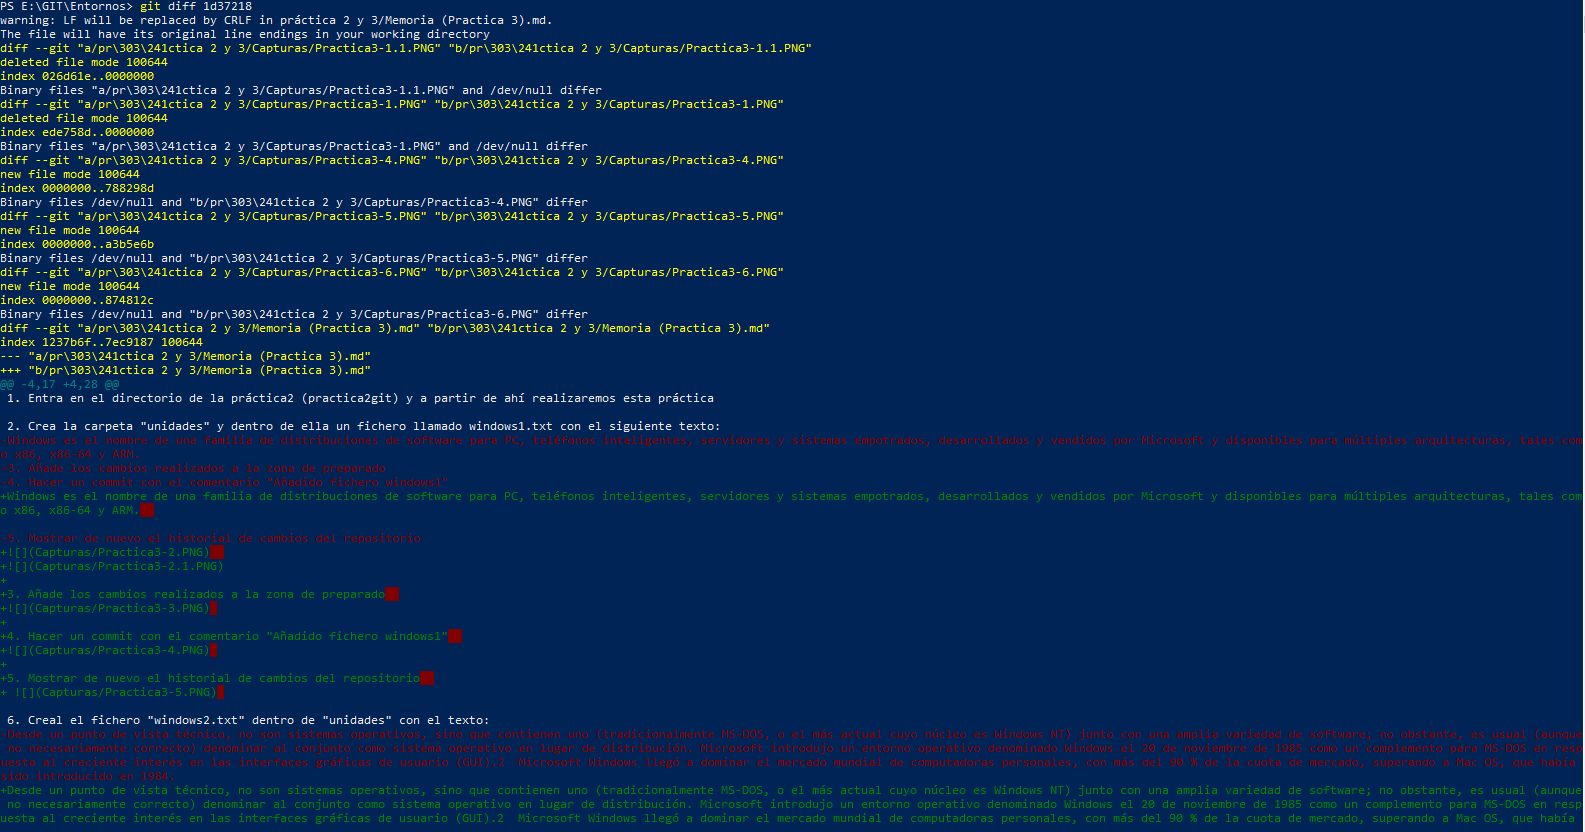 PS E:\GIT\Entornos> git diff 1d37218
warning: LF will be replaced by CRLF in práctica 2 y 3/Memoria (Practica 3).md.
The file will have its original line endings in your working directory
diff --git "a/pr\303\241ctica 2 y 3/Capturas/Practica3-1.1.PNG" "b/pr\303\241ctica 2 y 3/Capturas/Practica3-1.1.PNG"
deleted file mode 100644
index 026d61e..0000000
Binary files "a/pr\303\241ctica 2 y 3/Capturas/Practica3-1.1.PNG" and /dev/null differ
diff --git "a/pr\303\241ctica 2 y 3/Capturas/Practica3-1.PNG" "b/pr\303\241ctica 2 y 3/Capturas/Practica3-1.PNG"
deleted file mode 100644
index ede758d..0000000
Binary files "a/pr\303\241ctica 2 y 3/Capturas/Practica3-1.PNG" and /dev/null differ
diff --git "a/pr\303\241ctica 2 y 3/Capturas/Practica3-4.PNG" "b/pr\303\241ctica 2 y 3/Capturas/Practica3-4.PNG"
new file mode 100644
index 0000000..788298d
Binary files /dev/null and "b/pr\303\241ctica 2 y 3/Capturas/Practica3-4.PNG" differ
diff --git "a/pr\303\241ctica 2 y 3/Capturas/Practica3-5.PNG" "b/pr\303\241ctica 2 y 3/Capturas/Practica3-5.PNG"
new file mode 100644
index 0000000..a3b5e6b
Binary files /dev/null and "b/pr\303\241ctica 2 y 3/Capturas/Practica3-5.PNG" differ
diff --git "a/pr\303\241ctica 2 y 3/Capturas/Practica3-6.PNG" "b/pr\303\241ctica 2 y 3/Capturas/Practica3-6.PNG"
new file mode 100644
index 0000000..874812c
Binary files /dev/null and "b/pr\303\241ctica 2 y 3/Capturas/Practica3-6.PNG" differ
diff --git "a/pr\303\241ctica 2 y 3/Memoria (Practica 3).md" "b/pr\303\241ctica 2 y 3/Memoria (Practica 3).md"
index 1237b6f..7ec9187 100644
--- "a/pr\303\241ctica 2 y 3/Memoria (Practica 3).md"
+++ "b/pr\303\241ctica 2 y 3/Memoria (Practica 3).md"
@@ -4,17 +4,28 @@
1. Entra en el directorio de la práctica2 (practica2git) y a partir de ahí realizaremos esta práctica
2. Crea la carpeta "unidades" y dentro de ella un fichero llamado windows1.txt con el siguiente texto:
-Windows es el nombre de una familia de distribuciones de software para PC, teléfonos inteligentes, servidores y sistemas empotrados, desarrollados y vendidos por Microsoft y disponibles para múltiples arquitecturas, tales com
o x86, x86-64 y ARM.
-3. Añade los cambios realizados a la zona de preparado
-4. Hacer un commit con el comentario "Añadido fichero windows1"
+Windows es el nombre de una familia de distribuciones de software para PC, teléfonos inteligentes, servidores y sistemas empotrados, desarrollados y vendidos por Microsoft y disponibles para múltiples arquitecturas, tales com
o x86, x86-64 y ARM.
-5. Mostrar de nuevo el historial de cambios del repositorio
+![](Capturas/Practica3-2.PNG)
+![](Capturas/Practica3-2.1.PNG)
+
+3. Añade los cambios realizados a la zona de preparado
+![](Capturas/Practica3-3.PNG)
+
+4. Hacer un commit con el comentario "Añadido fichero windows1"
+![](Capturas/Practica3-4.PNG)
+
+5. Mostrar de nuevo el historial de cambios del repositorio
+ ![](Capturas/Practica3-5.PNG)
6. Creal el fichero "windows2.txt" dentro de "unidades" con el texto:
-Desde un punto de vista técnico, no son sistemas operativos, sino que contienen uno (tradicionalmente MS-DOS, o el más actual cuyo núcleo es Windows NT) junto con una amplia variedad de software; no obstante, es usual (aunque
no necesariamente correcto) denominar al conjunto como sistema operativo en lugar de distribución. Microsoft introdujo un entorno operativo denominado Windows el 20 de noviembre de 1985 como un complemento para MS-DOS en resp
uesta al creciente interés en las interfaces gráficas de usuario (GUI).2  Microsoft Windows llegó a dominar el mercado mundial de computadoras personales, con más del 90 % de la cuota de mercado, superando a Mac OS, que había
sido introducido en 1984.
+Desde un punto de vista técnico, no son sistemas operativos, sino que contienen uno (tradicionalmente MS-DOS, o el más actual cuyo núcleo es Windows NT) junto con una amplia variedad de software; no obstante, es usual (aunque
no necesariamente correcto) denominar al conjunto como sistema operativo en lugar de distribución. Microsoft introdujo un entorno operativo denominado Windows el 20 de noviembre de 1985 como un complemento para MS-DOS en resp
uesta al creciente interés en las interfaces gráficas de usuario (GUI).2  Microsoft Windows llegó a dominar el mercado mundial de computadoras personales, con más del 90 % de la cuota de mercado, superando a Mac OS, que había